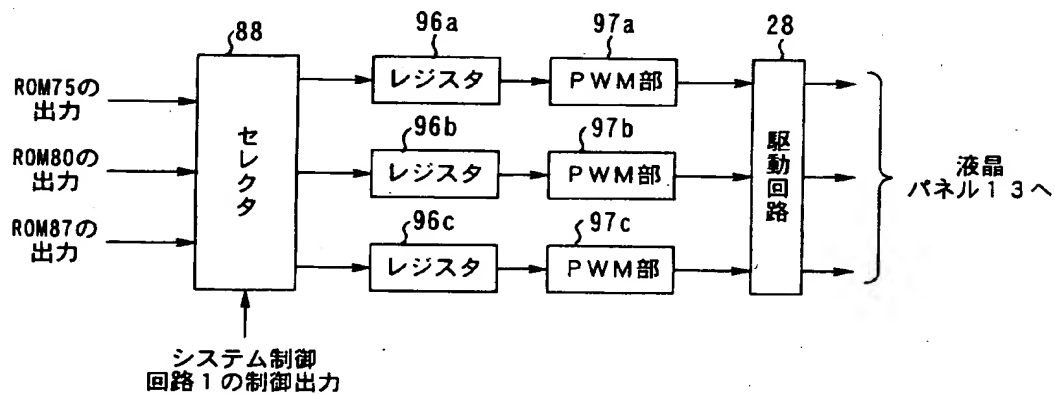 88
96a
97a
28
ROM75の
出力
レジスタ
PWM部
96b
97b
ROM80の
出力
セレクタ
レジスタ
PWM部
駆動回路
液晶
パネル13へ
96c
97c
ROM87の
出力
レジスタ
PWM部
システム制御
回路1の制御出力